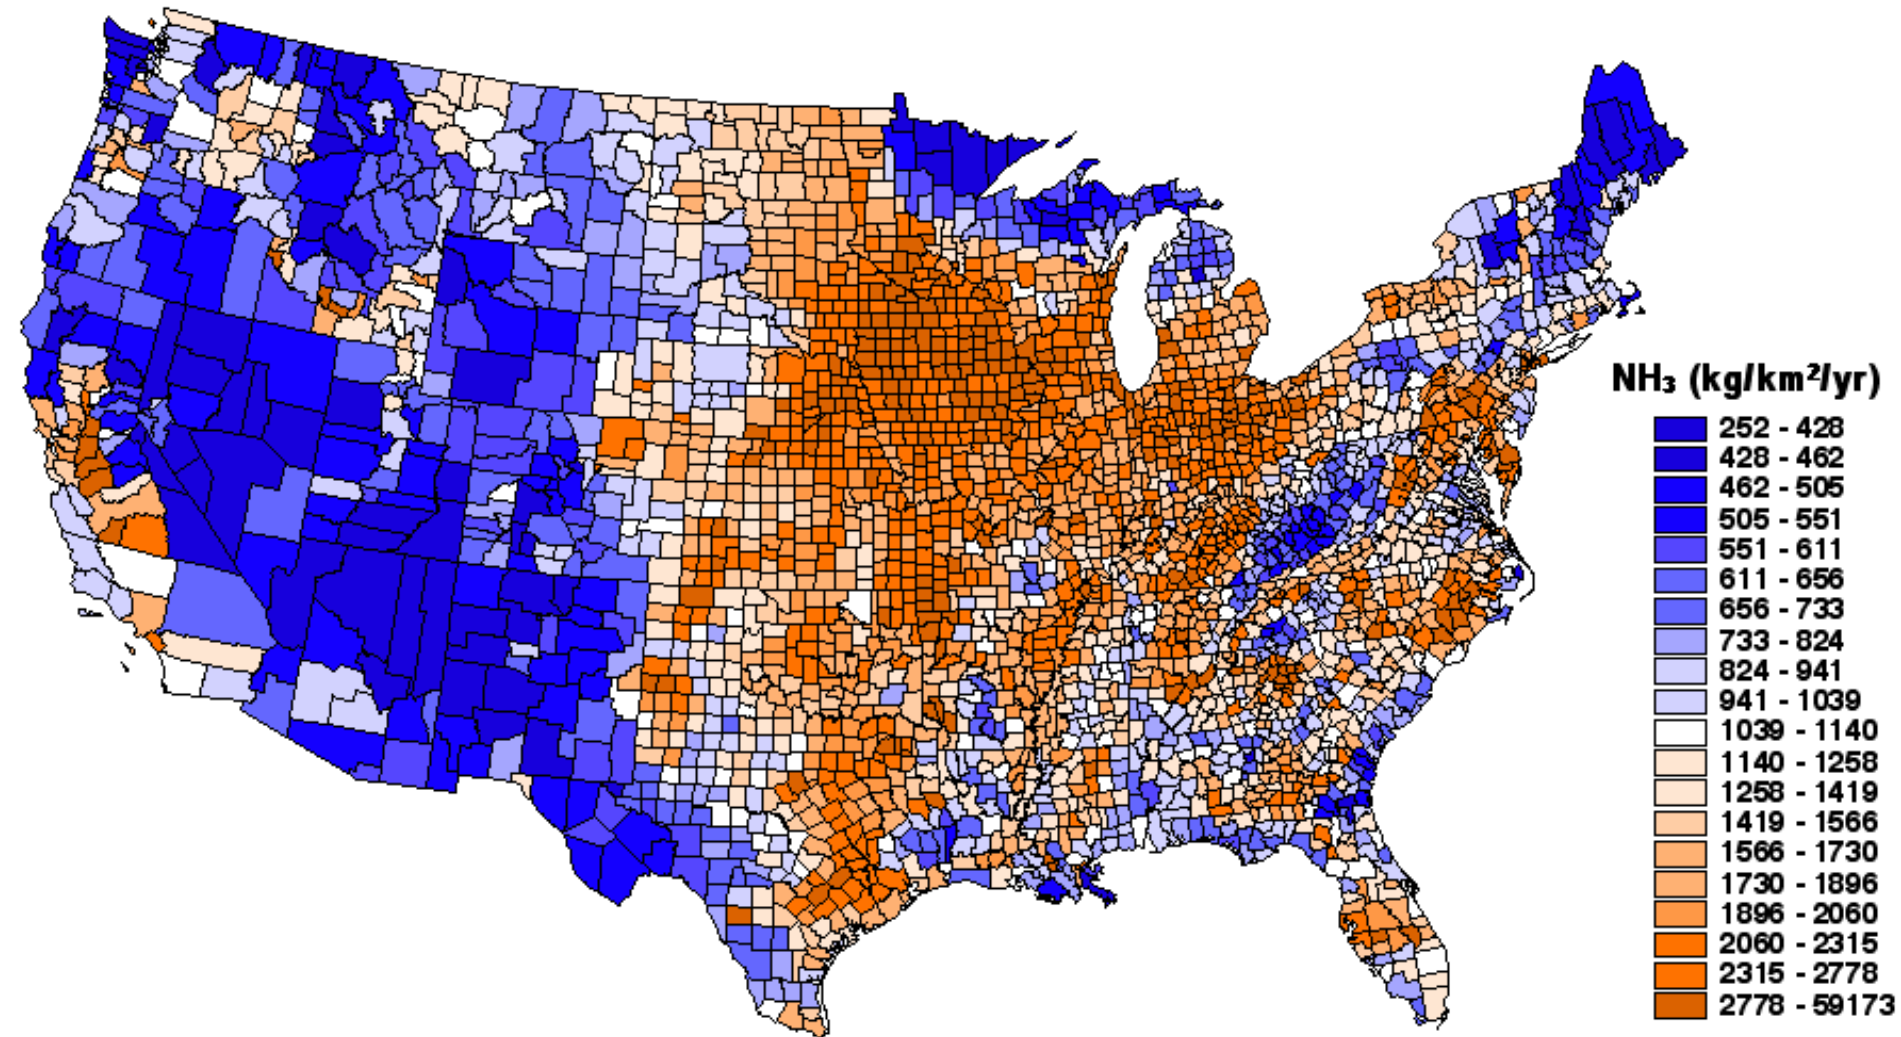 NH₃ (kg/km²/yr)
252 - 428
428 - 462
462 - 505
505 - 551
551 - 611
611 - 656
656 - 733
733 - 824
824 - 941
941 - 1039
1039 - 1140
1140 - 1258
1258 - 1419
1419 - 1566
1566 - 1730
1730 - 1896
1896 - 2060
2060 - 2315
2315 - 2778
2778 - 59173